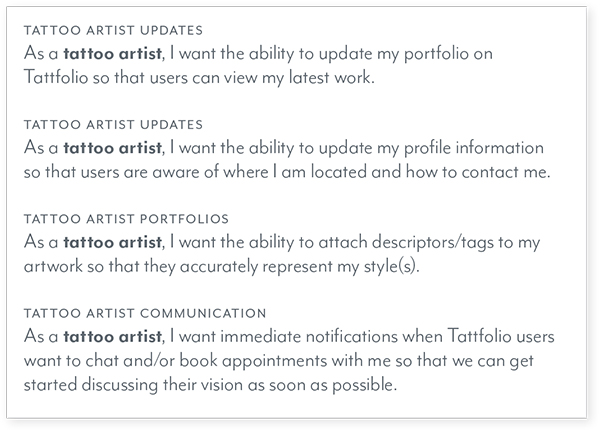 TATTOO ARTIST UPDATES
As a tattoo artist, I want the ability to update my portfolio on
Tattfolio so that users can view my latest work.
TATTOO ARTIST UPDATES
As a tattoo artist, I want the ability to update my profile information
so that users are aware of where I am located and how to contact me.
TATTOO ARTIST PORTFOLIOS
As a tattoo artist, I want the ability to attach descriptors/tags to my
artwork so that they accurately represent my style(s).
TATTOO ARTIST COMMUNICATION
As a tattoo artist, I want immediate notifications when Tattfolio users
want to chat and/or book appointments with me so that we can get
started discussing their vision as soon as possible.